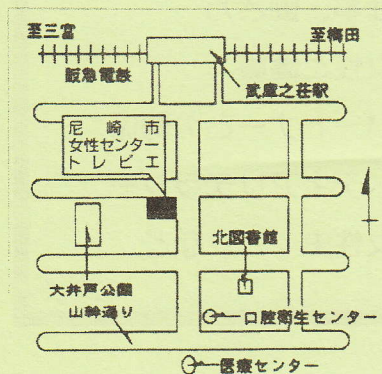 至三宮
至梅田
阪急電鉄
武庫之荘駅
尼崎市
女性センター
トレピエ
北図書館
大井戸公園
山幹通り
口腔衛生センター
医療センター